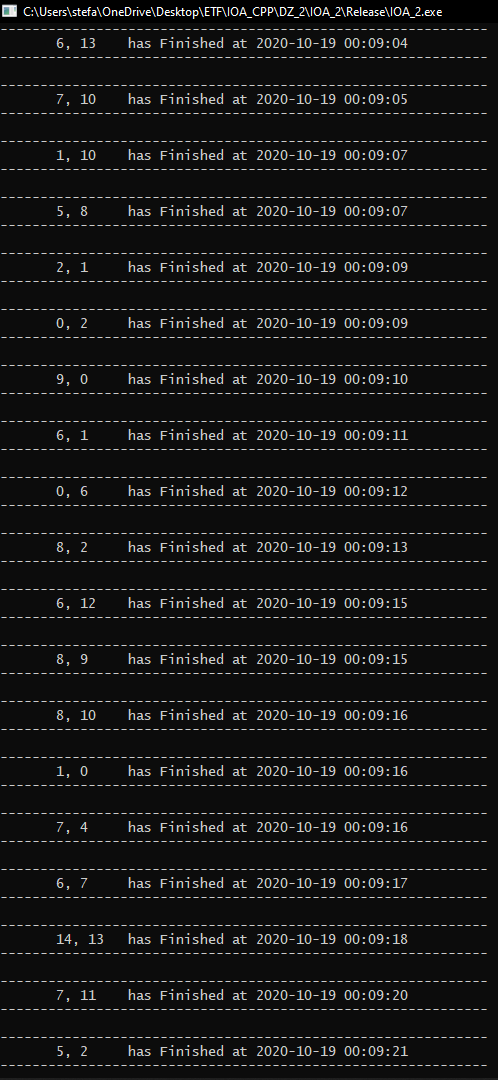 C:\Users\stefa\OneDrive\Desktop\ETF\IOA_CPP\DZ_2\IOA_2\Release\IOA_2.exe
6, 13 has Finished at 2020-10-19 00:09:04
7, 10 has Finished at 2020-10-19 00:09:05
1, 10 has Finished at 2020-10-19 00:09:07
5, 8 has Finished at 2020-10-19 00:09:07
2, 1 has Finished at 2020-10-19 00:09:09
0, 2 has Finished at 2020-10-19 00:09:09
9, 0 has Finished at 2020-10-19 00:09:10
6, 1 has Finished at 2020-10-19 00:09:11
0, 6 has Finished at 2020-10-19 00:09:12
8, 2 has Finished at 2020-10-19 00:09:13
6, 12 has Finished at 2020-10-19 00:09:15
8, 9 has Finished at 2020-10-19 00:09:15
8, 10 has Finished at 2020-10-19 00:09:16
1, 0 has Finished at 2020-10-19 00:09:16
7, 4 has Finished at 2020-10-19 00:09:16
6, 7 has Finished at 2020-10-19 00:09:17
14, 13 has Finished at 2020-10-19 00:09:18
7, 11 has Finished at 2020-10-19 00:09:20
5, 2 has Finished at 2020-10-19 00:09:21